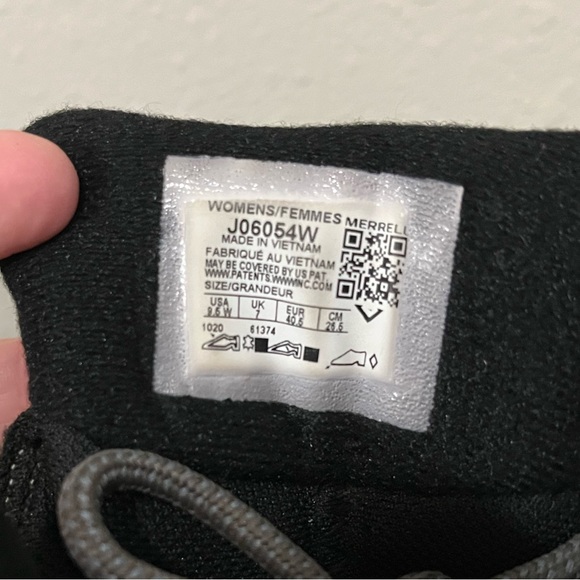 WOMENS/FEMMES MERRELL
J06054W
MADE IN VIETNAM
FABRIQUÉ AU VIETNAM
MAY BE COVERED BY US PAT
WWW.PATENTS.WWWINC.COM
SIZE/GRANDEUR
USA UK EUR CM
9.5 W 7 40.5 26.5
1020 61374